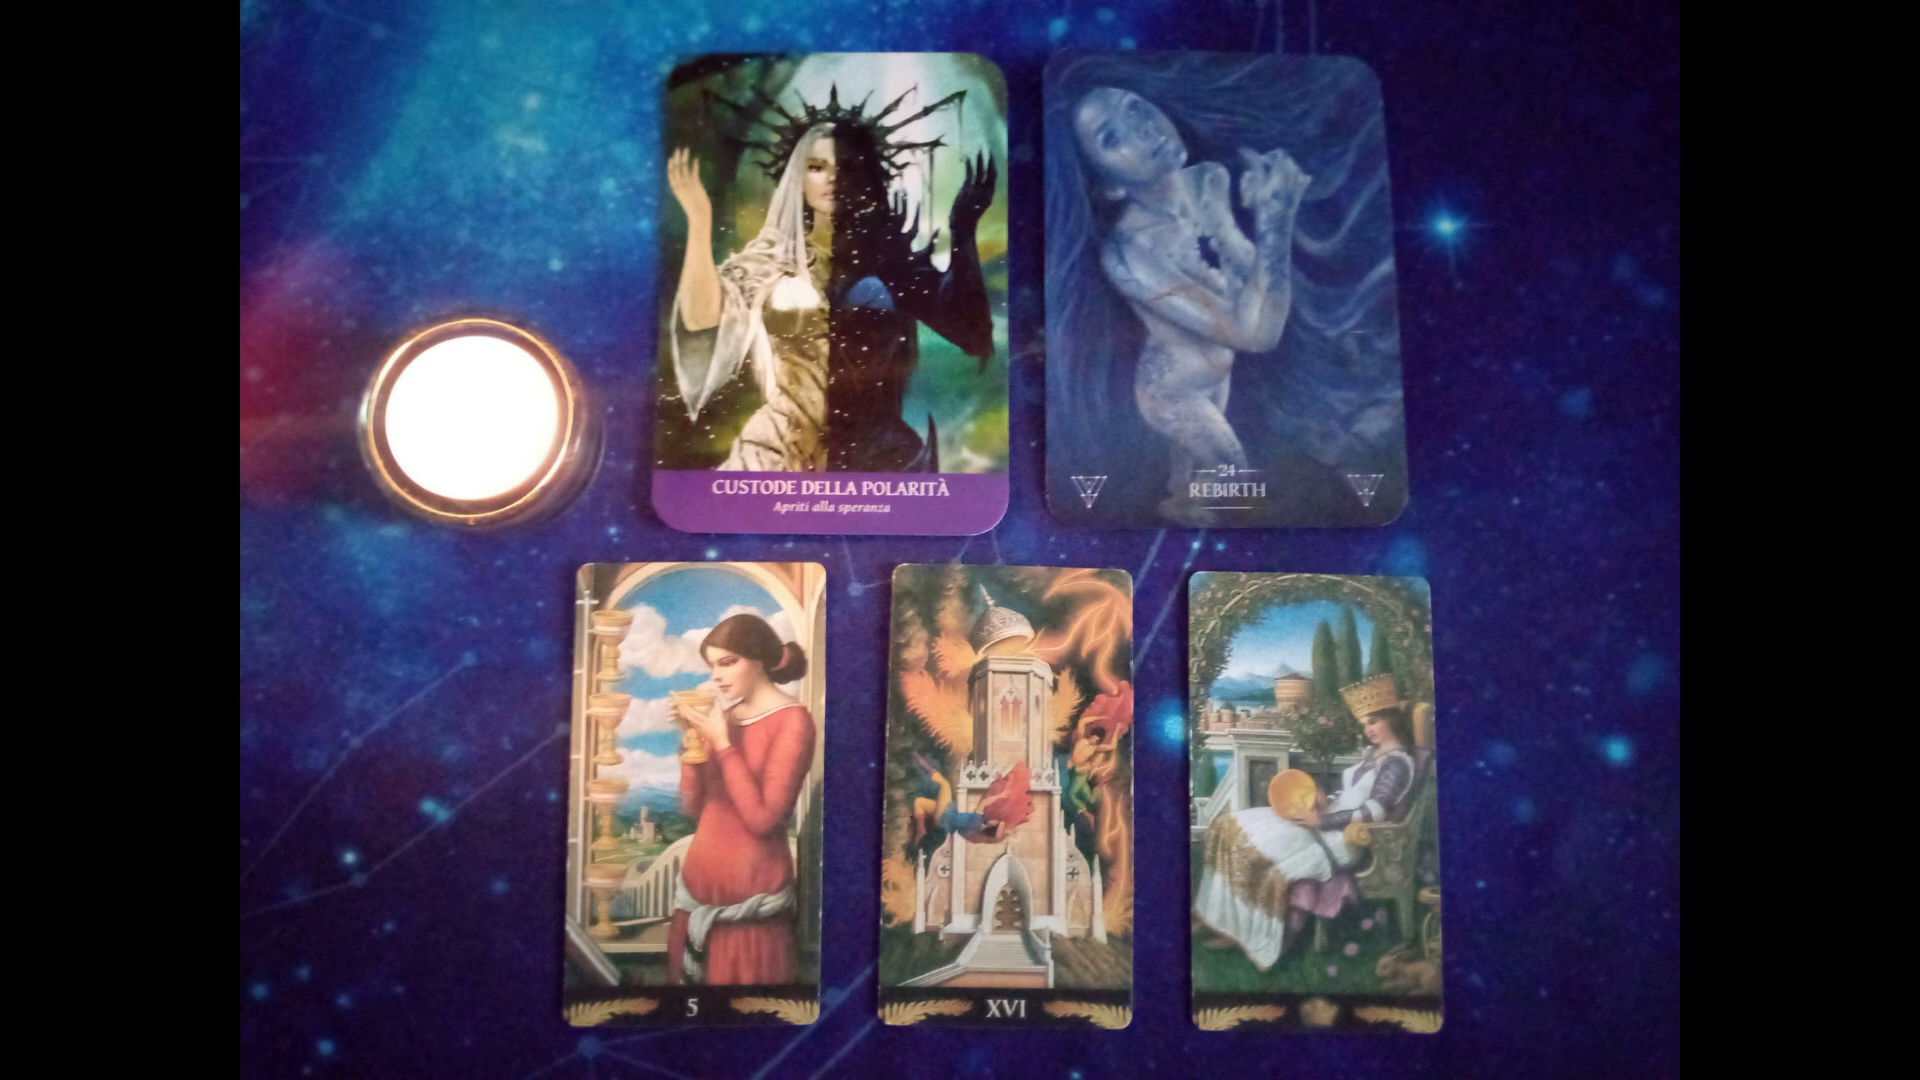 CUSTODE DELLA POLARITÀ
Apriti alla speranza
24
REBIRTH
5
XVI